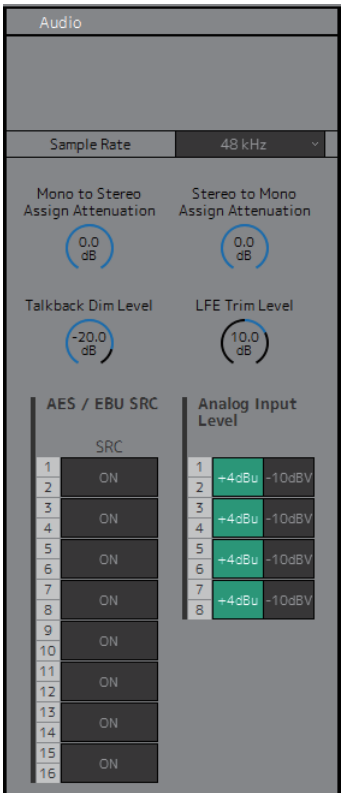 Audio
Sample Rate
48 kHz
Mono to Stereo
Assign Attenuation
0.0
dB
Stereo to Mono
Assign Attenuation
0.0
dB
Talkback Dim Level
-20.0
dB
LFE Trim Level
10.0
dB
AES / EBU SRC
SRC
1
2
ON
3
4
ON
5
6
ON
7
8
ON
9
10
ON
11
12
ON
13
14
ON
15
16
ON
Analog Input
Level
1
2
+4dBu -10dBV
3
4
+4dBu -10dBV
5
6
+4dBu -10dBV
7
8
+4dBu -10dBV